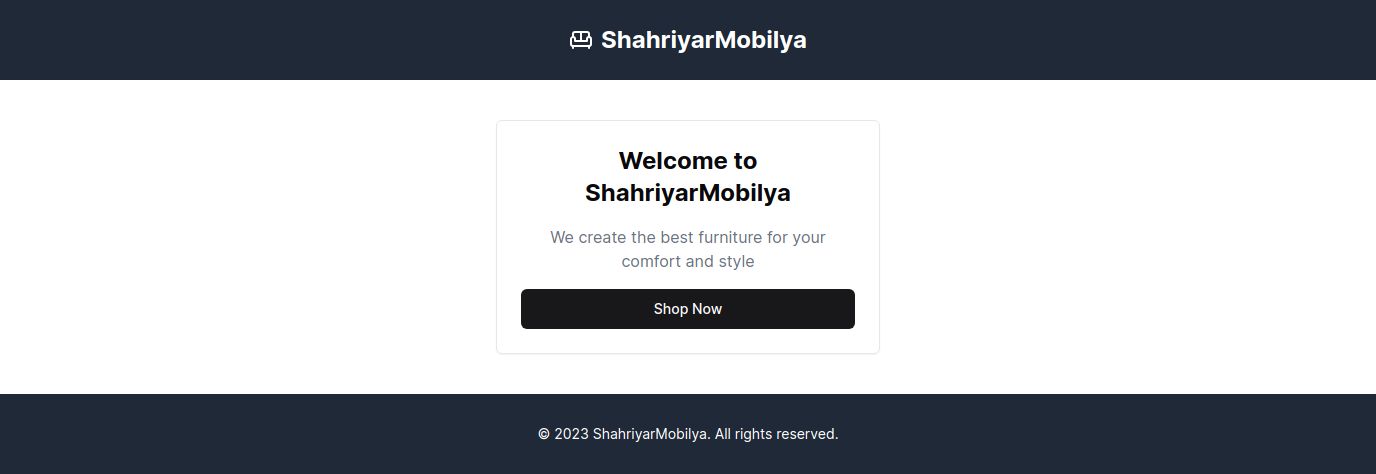 ShahriyarMobilya
Welcome to
ShahriyarMobilya
We create the best furniture for your
comfort and style
Shop Now
© 2023 ShahriyarMobilya. All rights reserved.